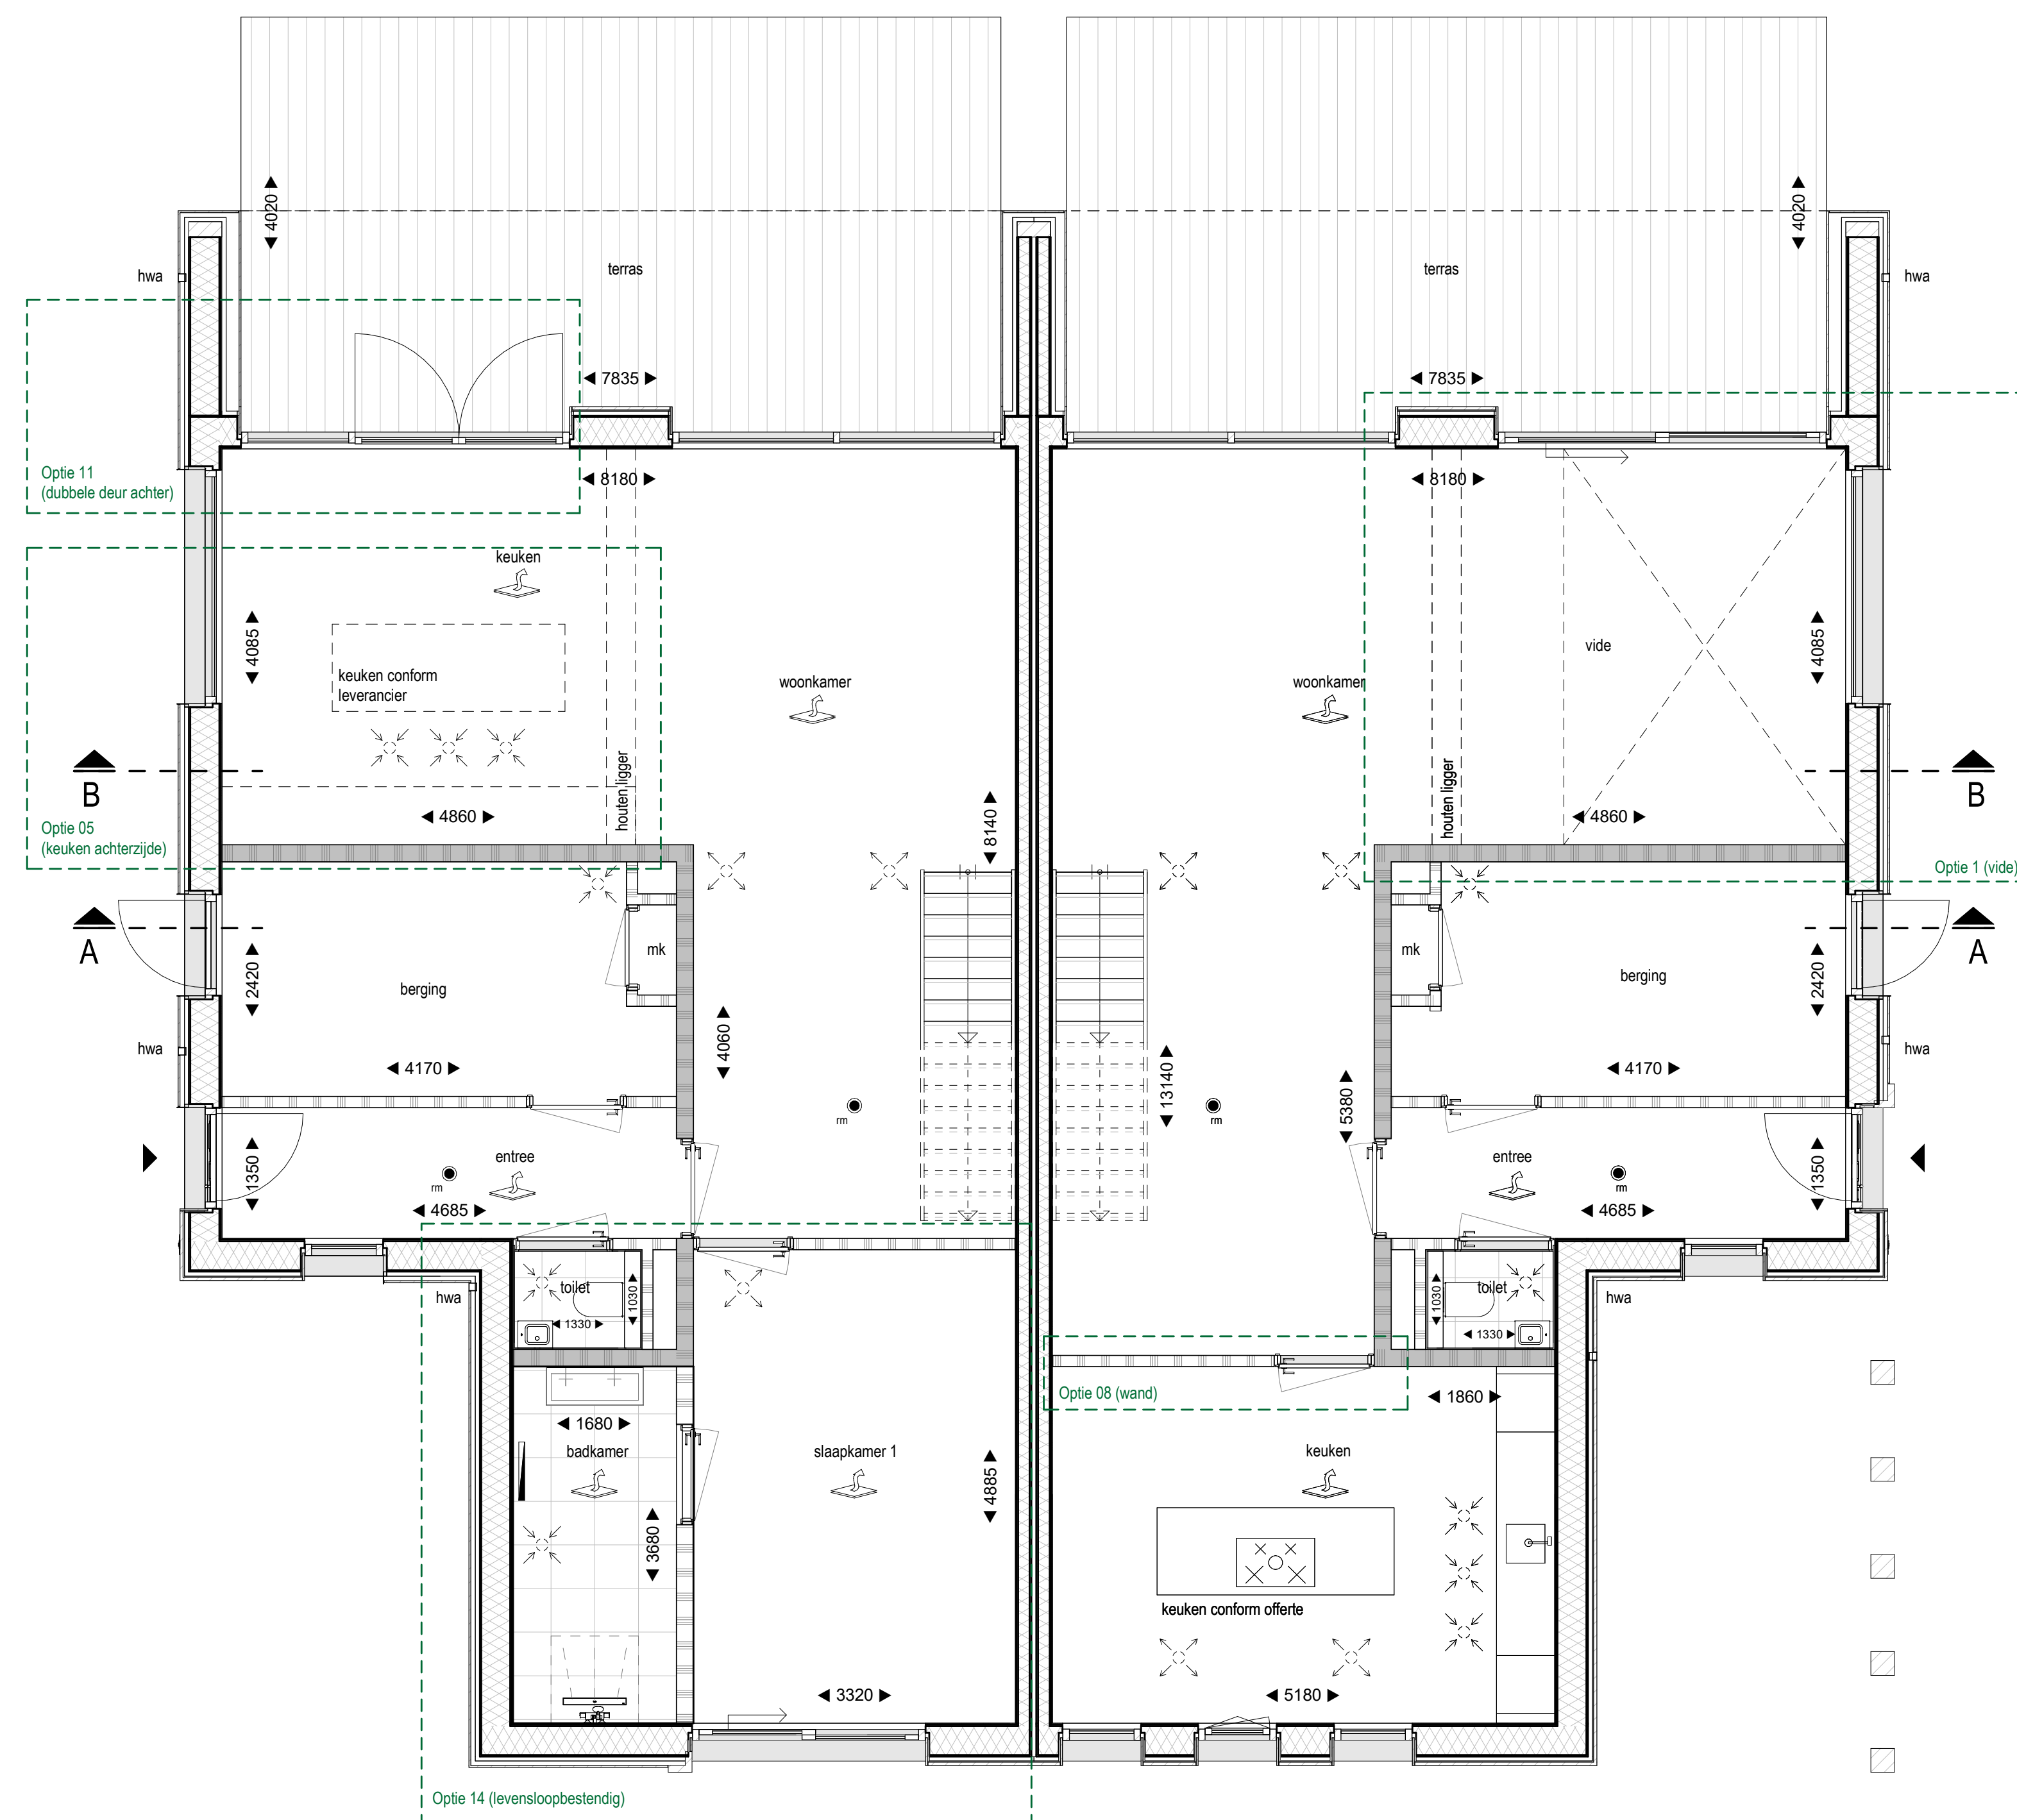 4020
4020
hwa
terras
terras
hwa
7835
7835
Optie 11
(dubbele deur achter)
8180
8180
keuken
4085
keuken conform
leverancier
woonkamer
woonkamer
vide
4085
houten ligger
houten ligger
B
B
4860
4860
Optie 05
(keuken achterzijde)
8140
Optie 1 (vide)
A
A
mk
mk
2420
berging
berging
2420
hwa
4060
hwa
4170
13140
5380
4170
rm
rm
1350
entree
entree
1350
rm
rm
4685
4685
hwa
toilet
1030
1030
toilet
hwa
1330
1330
Optie 08 (wand)
1860
1680
badkamer
slaapkamer 1
keuken
4885
3680
keuken conform offerte
3320
5180
Optie 14 (levensloopbestendig)